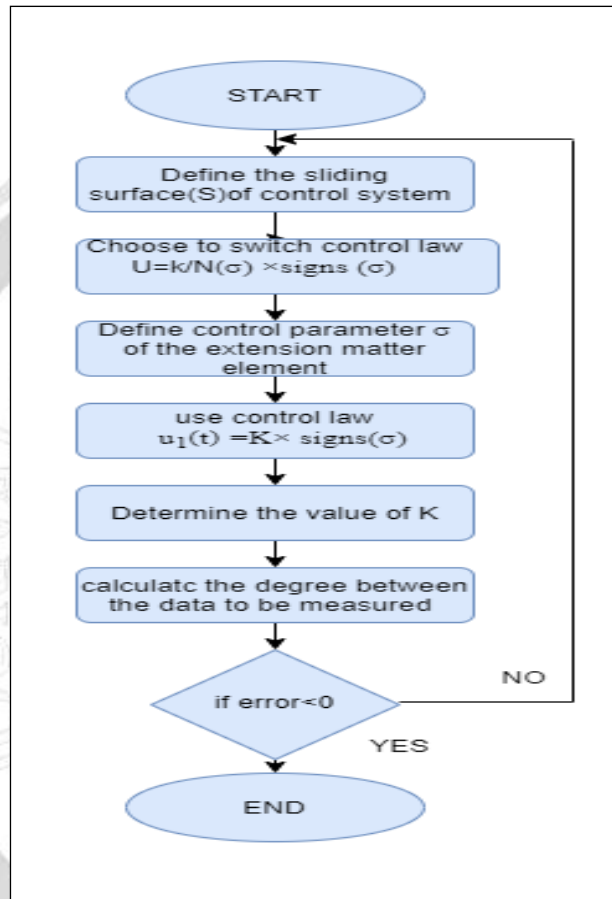 START
Define the sliding
surface(S)of control system
Choose to switch control law
U=k/N(σ) ×signs (σ)
Define control parameter σ
of the extension matter
element
use control law
u₁(t) =K× signs(σ)
Determine the value of K
calculatc the degree between
the data to be measured
if error<0
NO
YES
END